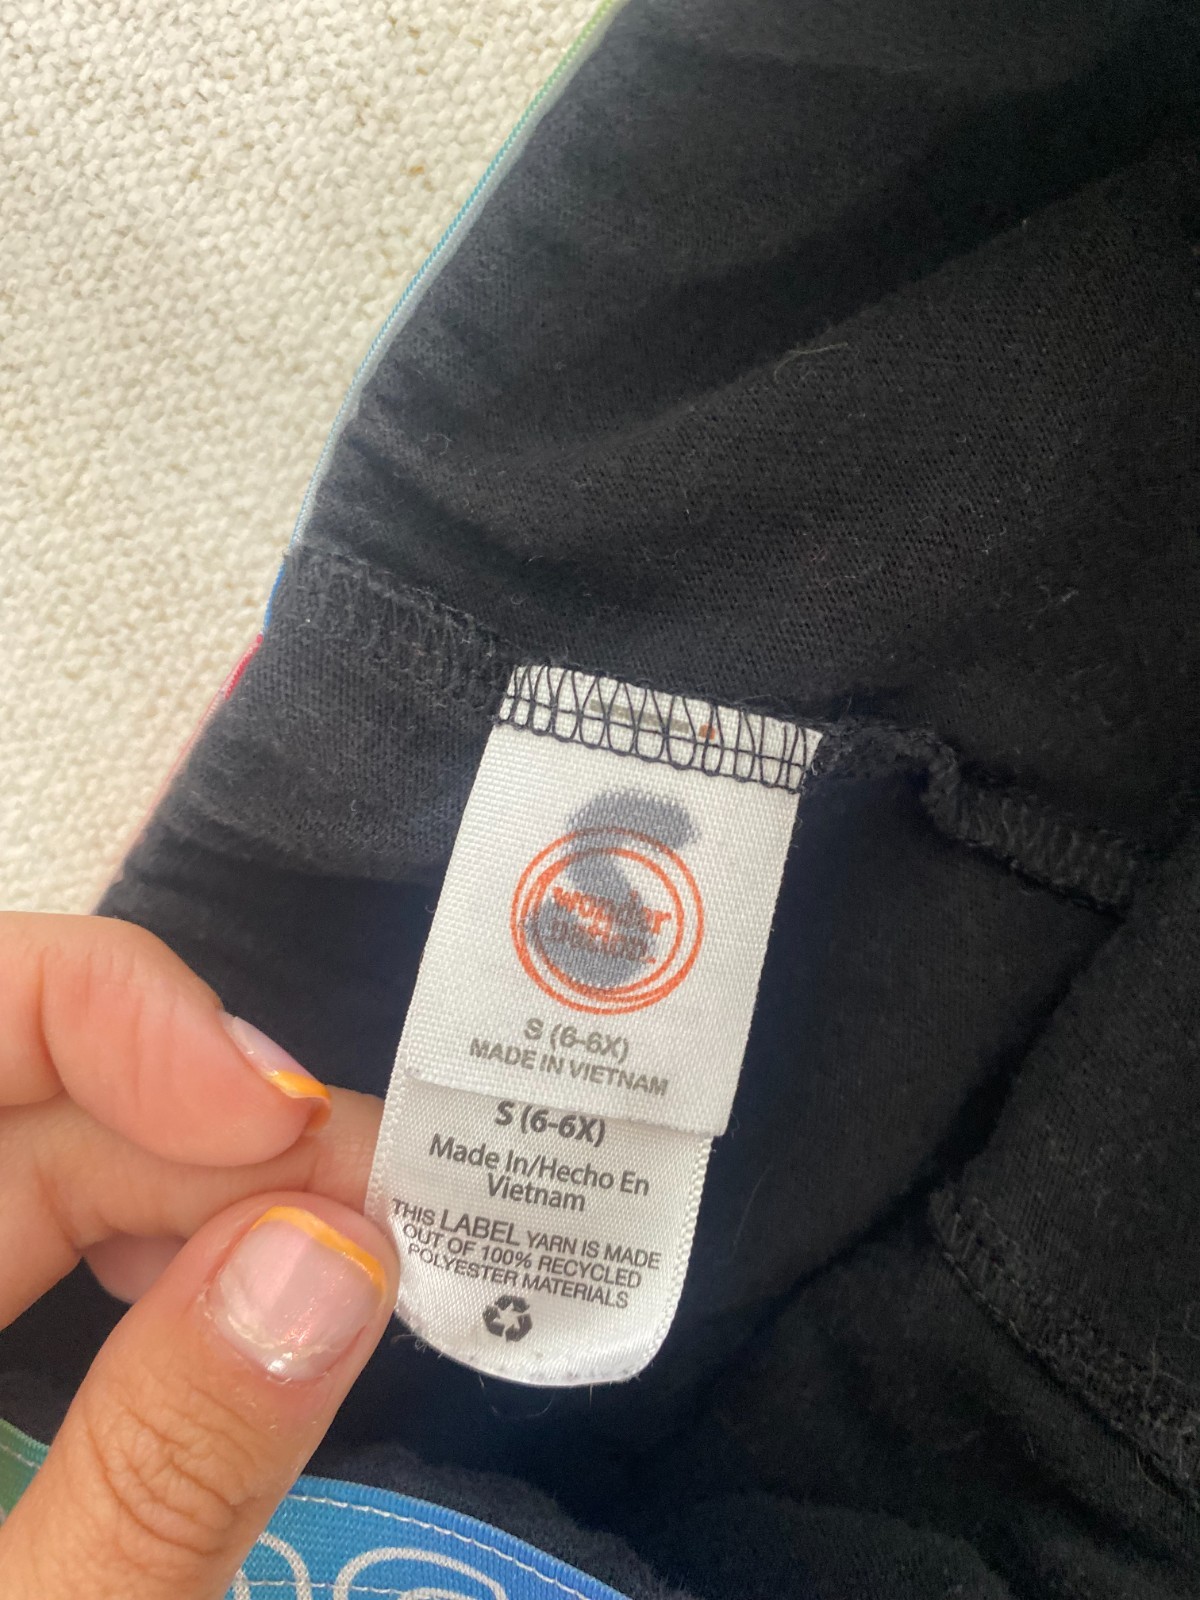 wonder
nation
S (6-6X)
MADE IN VIETNAM
S (6-6X)
Made In/Hecho En
Vietnam
THIS LABEL YARN IS MADE
OUT OF 100% RECYCLED
POLYESTER MATERIALS